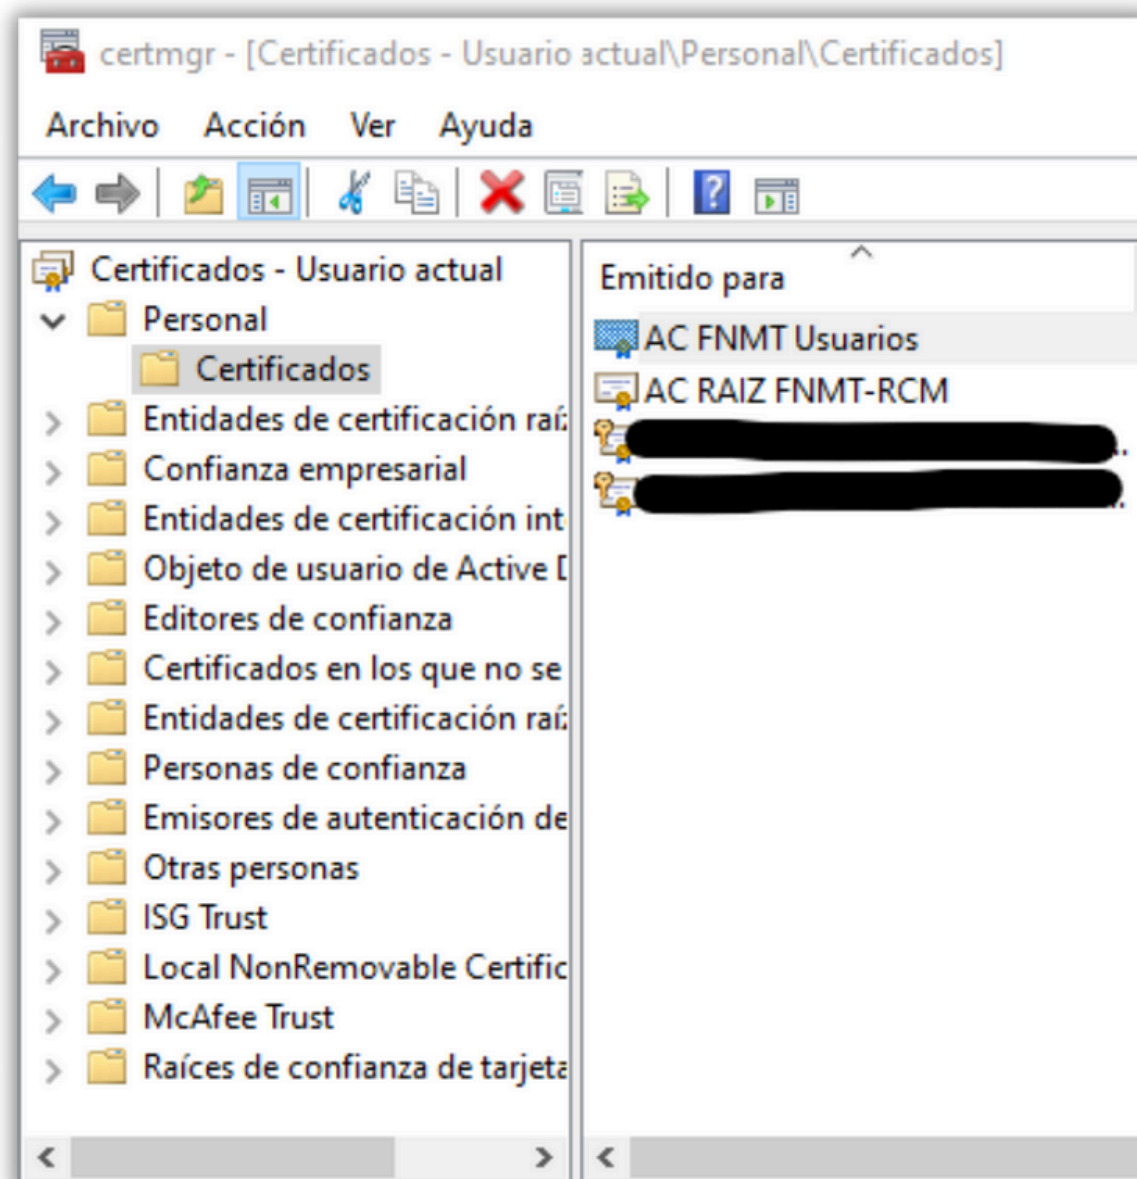 certmgr - [Certificados - Usuario actual\Personal\Certificados]
Archivo Acción Ver Ayuda
Certificados - Usuario actual
Personal
Certificados
Entidades de certificación raíz
Confianza empresarial
Entidades de certificación int
Objeto de usuario de Active D
Editores de confianza
Certificados en los que no se
Entidades de certificación raíz
Personas de confianza
Emisores de autenticación de
Otras personas
ISG Trust
Local NonRemovable Certific
McAfee Trust
Raíces de confianza de tarjeta
Emitido para
AC FNMT Usuarios
AC RAIZ FNMT-RCM